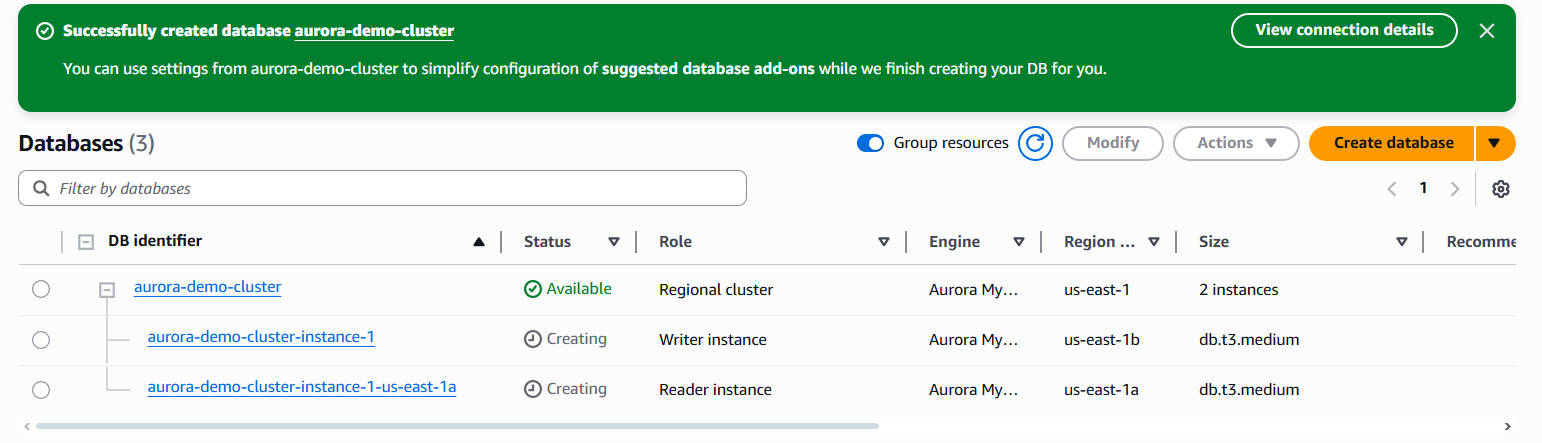 Successfully created database aurora-demo-cluster
View connection details
You can use settings from aurora-demo-cluster to simplify configuration of suggested database add-ons while we finish creating your DB for you.
Databases (3)
Group resources
Modify
Actions
Create database
Filter by databases
1
DB identifier Status Role Engine Region ... Size Recomme
aurora-demo-cluster Available Regional cluster Aurora My... us-east-1 2 instances
aurora-demo-cluster-instance-1 Creating Writer instance Aurora My... us-east-1b db.t3.medium
aurora-demo-cluster-instance-1-us-east-1a Creating Reader instance Aurora My... us-east-1a db.t3.medium